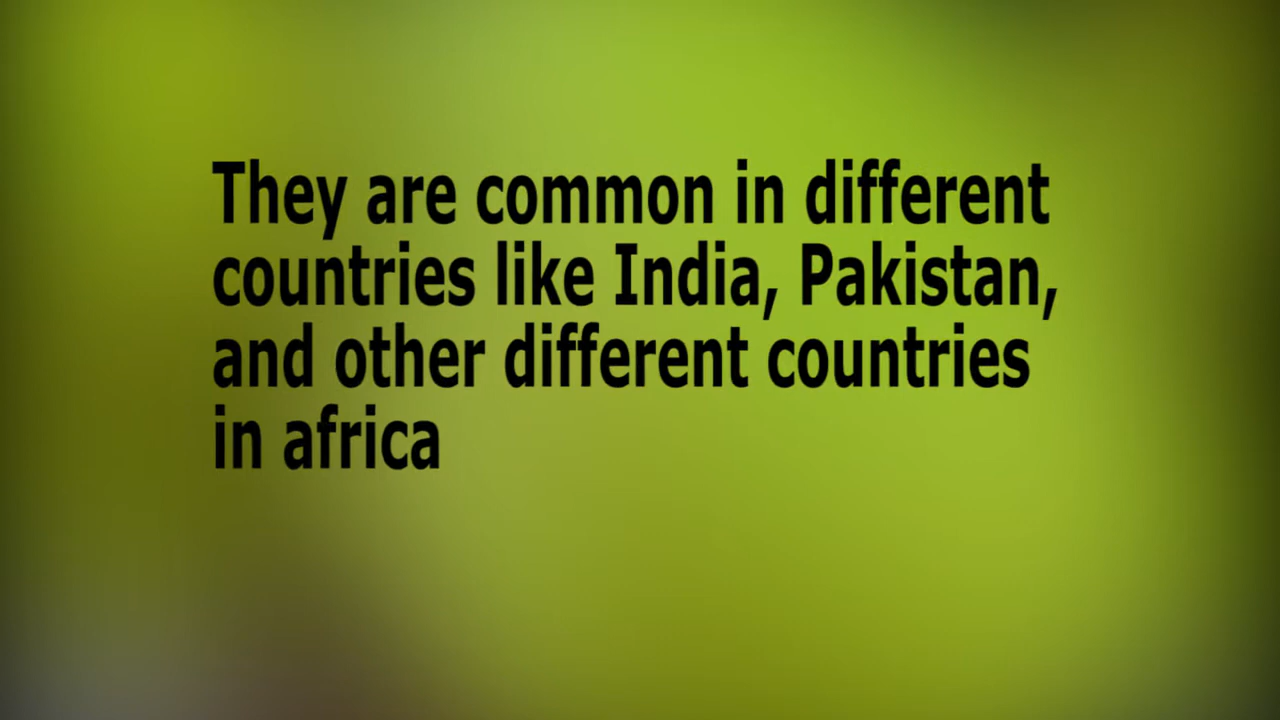 They are common in different
countries like India, Pakistan,
and other different countries
in africa